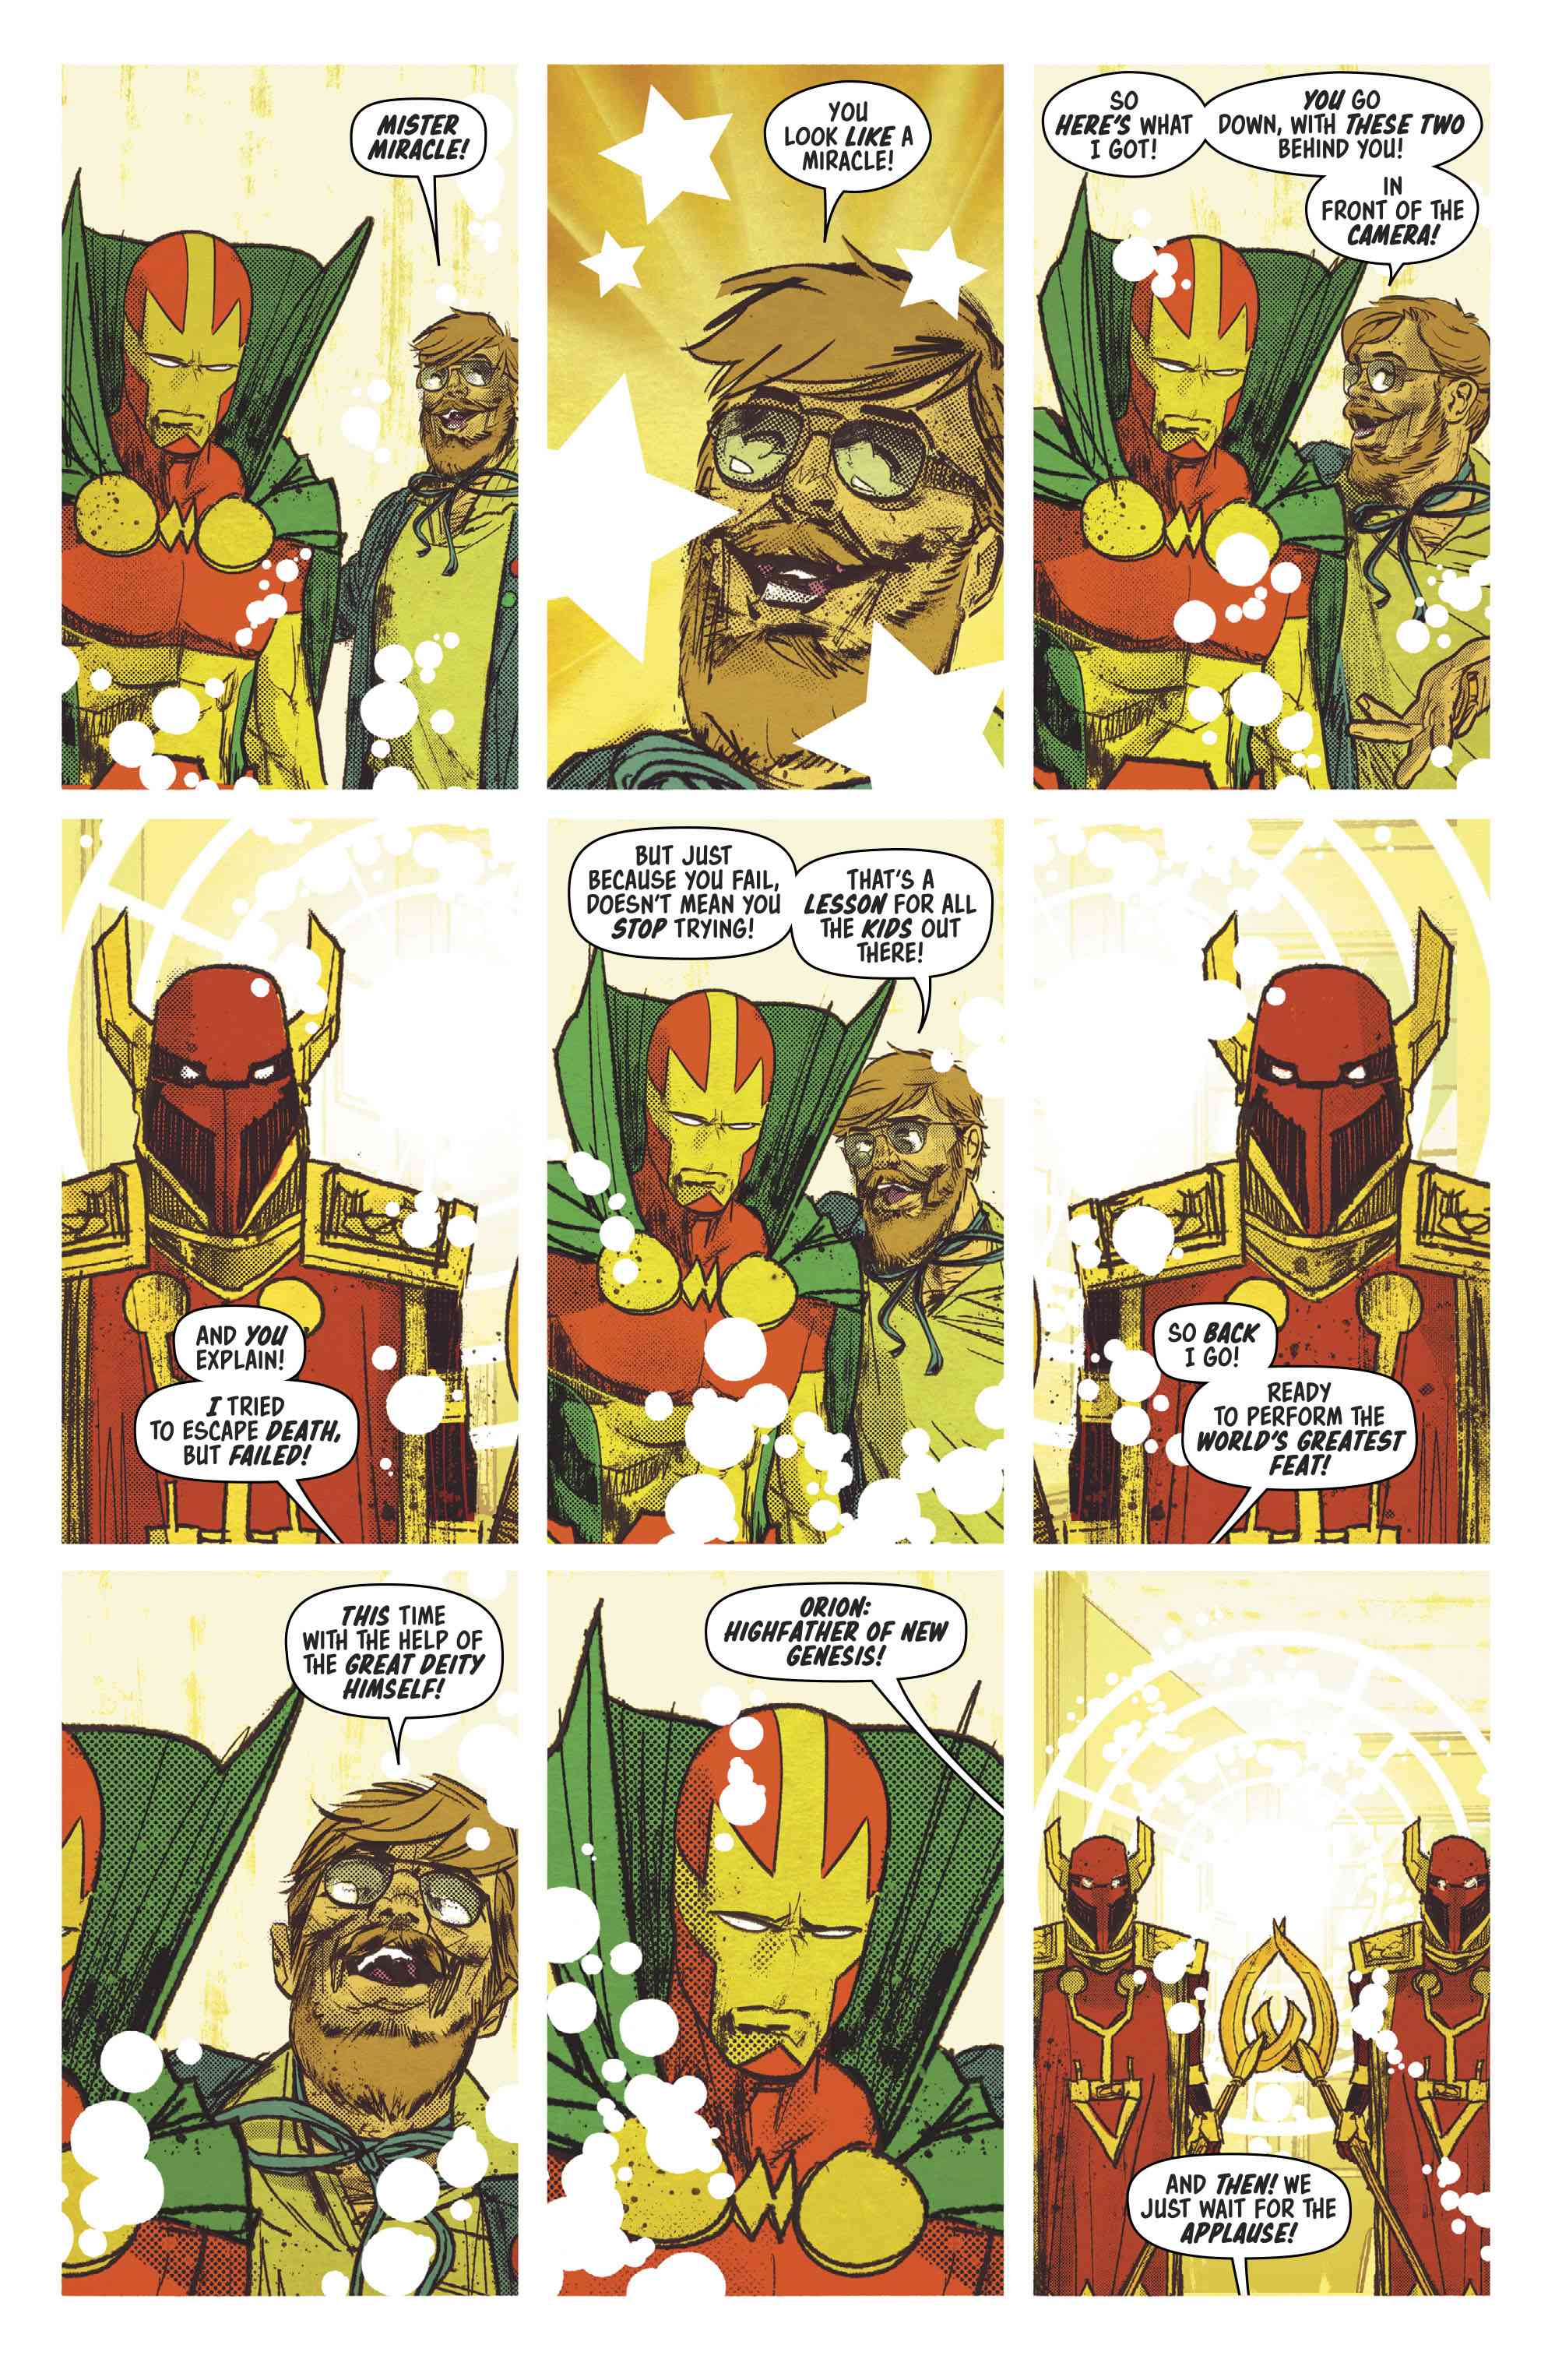 MISTER
MIRACLE!
YOU
LOOK LIKE A
MIRACLE!
SO
HERE'S WHAT
I GOT!
YOU GO
DOWN, WITH THESE TWO
BEHIND YOU!
IN
FRONT OF THE
CAMERA!
AND YOU
EXPLAIN!
I TRIED
TO ESCAPE DEATH,
BUT FAILED!
BUT JUST
BECAUSE YOU FAIL,
DOESN'T MEAN YOU
STOP TRYING!
THAT'S A
LESSON FOR ALL
THE KIDS OUT
THERE!
SO BACK
I GO!
READY
TO PERFORM THE
WORLD'S GREATEST
FEAT!
THIS TIME
WITH THE HELP OF
THE GREAT DEITY
HIMSELF!
ORION:
HIGHFATHER OF NEW
GENESIS!
AND THEN! WE
JUST WAIT FOR THE
APPLAUSE!